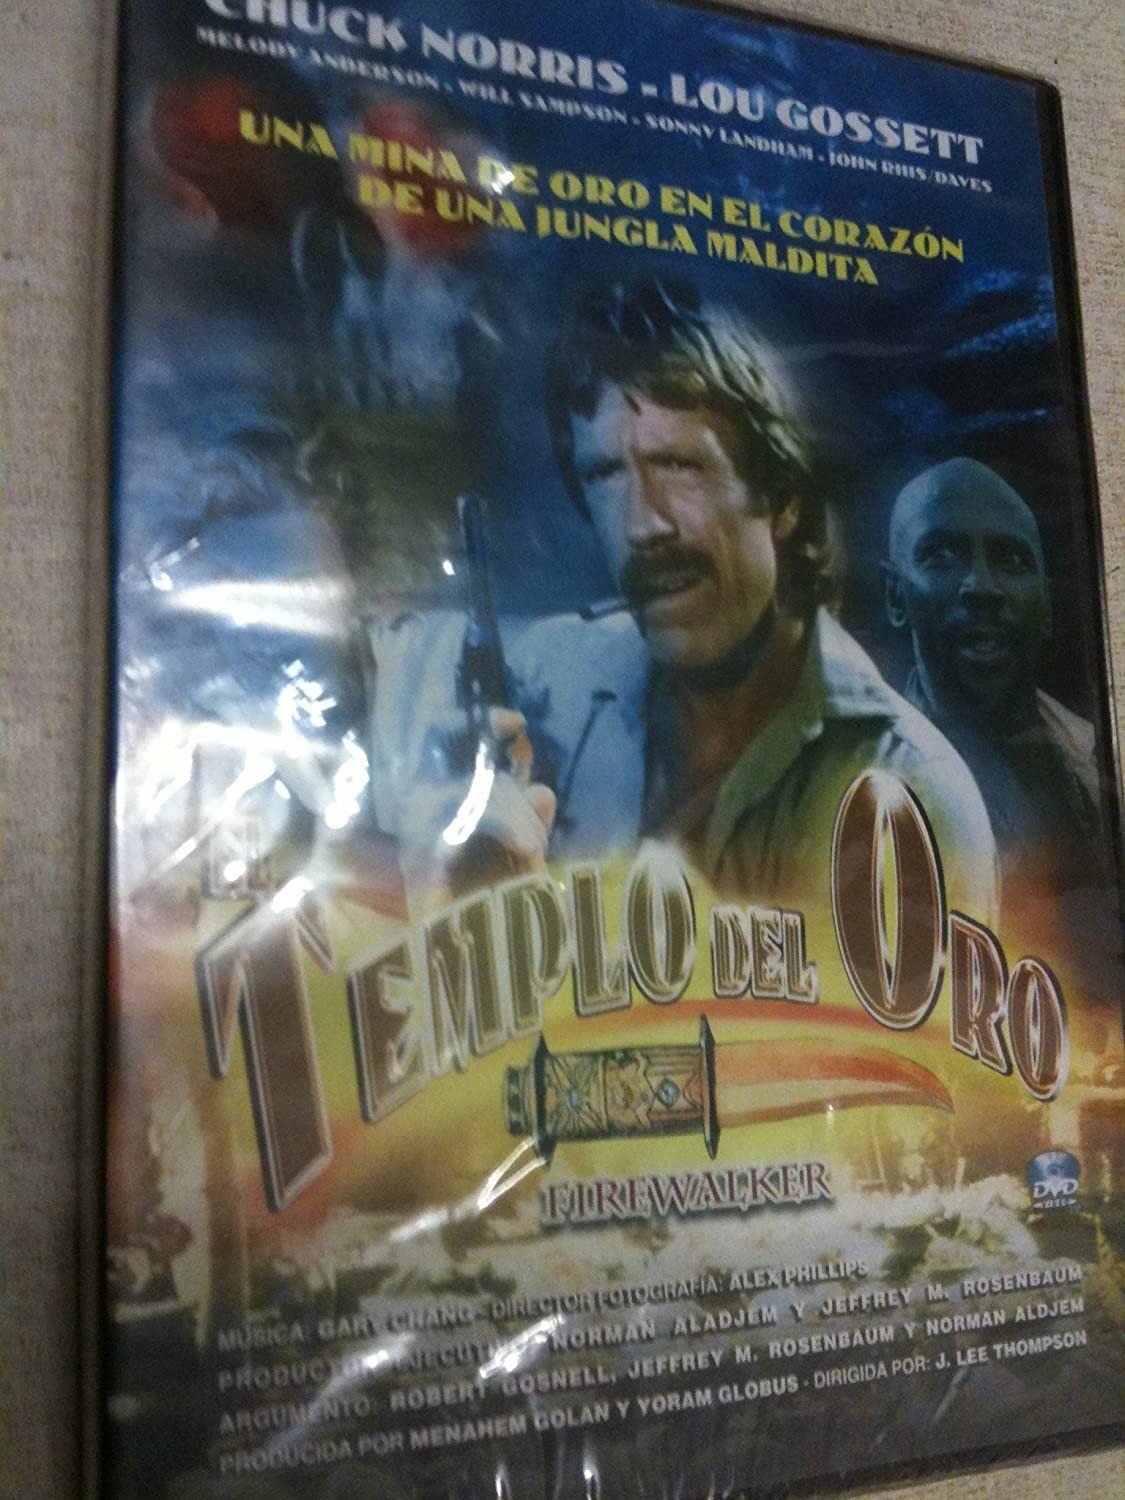 CHUCK NORRIS - LOU GOSSETT
MELODY ANDERSON - WILL SAMPSON - SONNY LANDHAM - JOHN RHIS/DAVES
UNA MINA DE ORO EN EL CORAZÓN
DE UNA JUNGLA MALDITA
EL
TEMPLO DEL ORO
FIREWALKER
DVD
MÚSICA: GARY CHANG - DIRECTOR FOTOGRAFÍA: ALEX PHILLIPS
PRODUCTOR EJECUTIVO: NORMAN ALADJEM Y JEFFREY M. ROSENBAUM
ARGUMENTO: ROBERT GOSNELL, JEFFREY M. ROSENBAUM Y NORMAN ALDJEM
PRODUCIDA POR MENAHEM GOLAN Y YORAM GLOBUS - DIRIGIDA POR: J. LEE THOMPSON